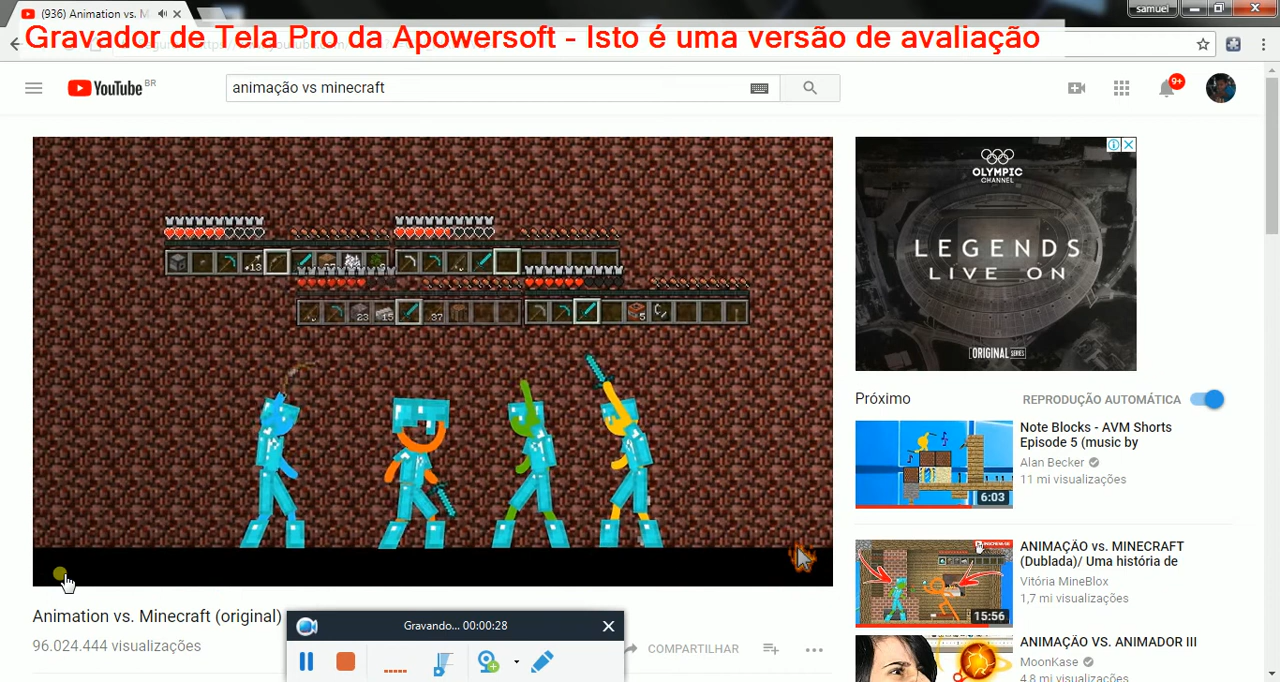 (936) Animation vs. M
samuel
Gravador de Tela Pro da Apowersoft - Isto é uma versão de avaliação
YouTube BR
animação vs minecraft
9+
OLYMPIC
CHANNEL
LEGENDS
LIVE ON
ORIGINAL SERIES
+13
23
15
37
5
Próximo
REPRODUÇÃO AUTOMÁTICA
Note Blocks - AVM Shorts
Episode 5 (music by
Alan Becker
11 mi visualizações
6:03
ANIMAÇÃO vs. MINECRAFT
(Dublada)/ Uma história de
Vitória MineBlox
1,7 mi visualizações
15:56
ANIMAÇÃO VS. ANIMADOR III
MoonKase
4,8 mi visualizações
Animation vs. Minecraft (original)
96.024.444 visualizações
Gravando... 00:00:28
COMPARTILHAR